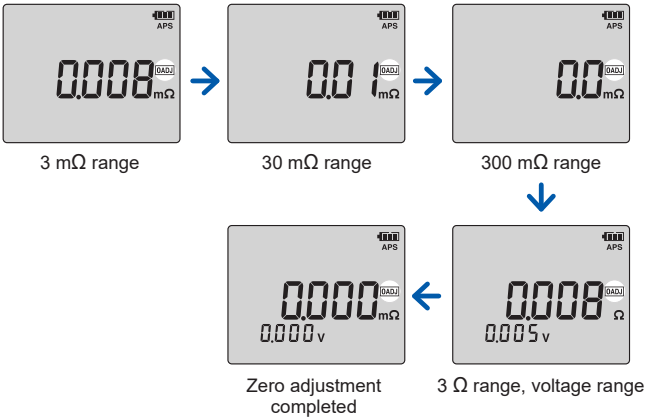 APS
0.008
0ADJ
mΩ
3 mΩ range
APS
0.01
0ADJ
mΩ
30 mΩ range
APS
0.0
0ADJ
mΩ
300 mΩ range
APS
0.008
0ADJ
Ω
0.005 v
3 Ω range, voltage range
APS
0.000
0ADJ
mΩ
0.000 v
Zero adjustment
completed